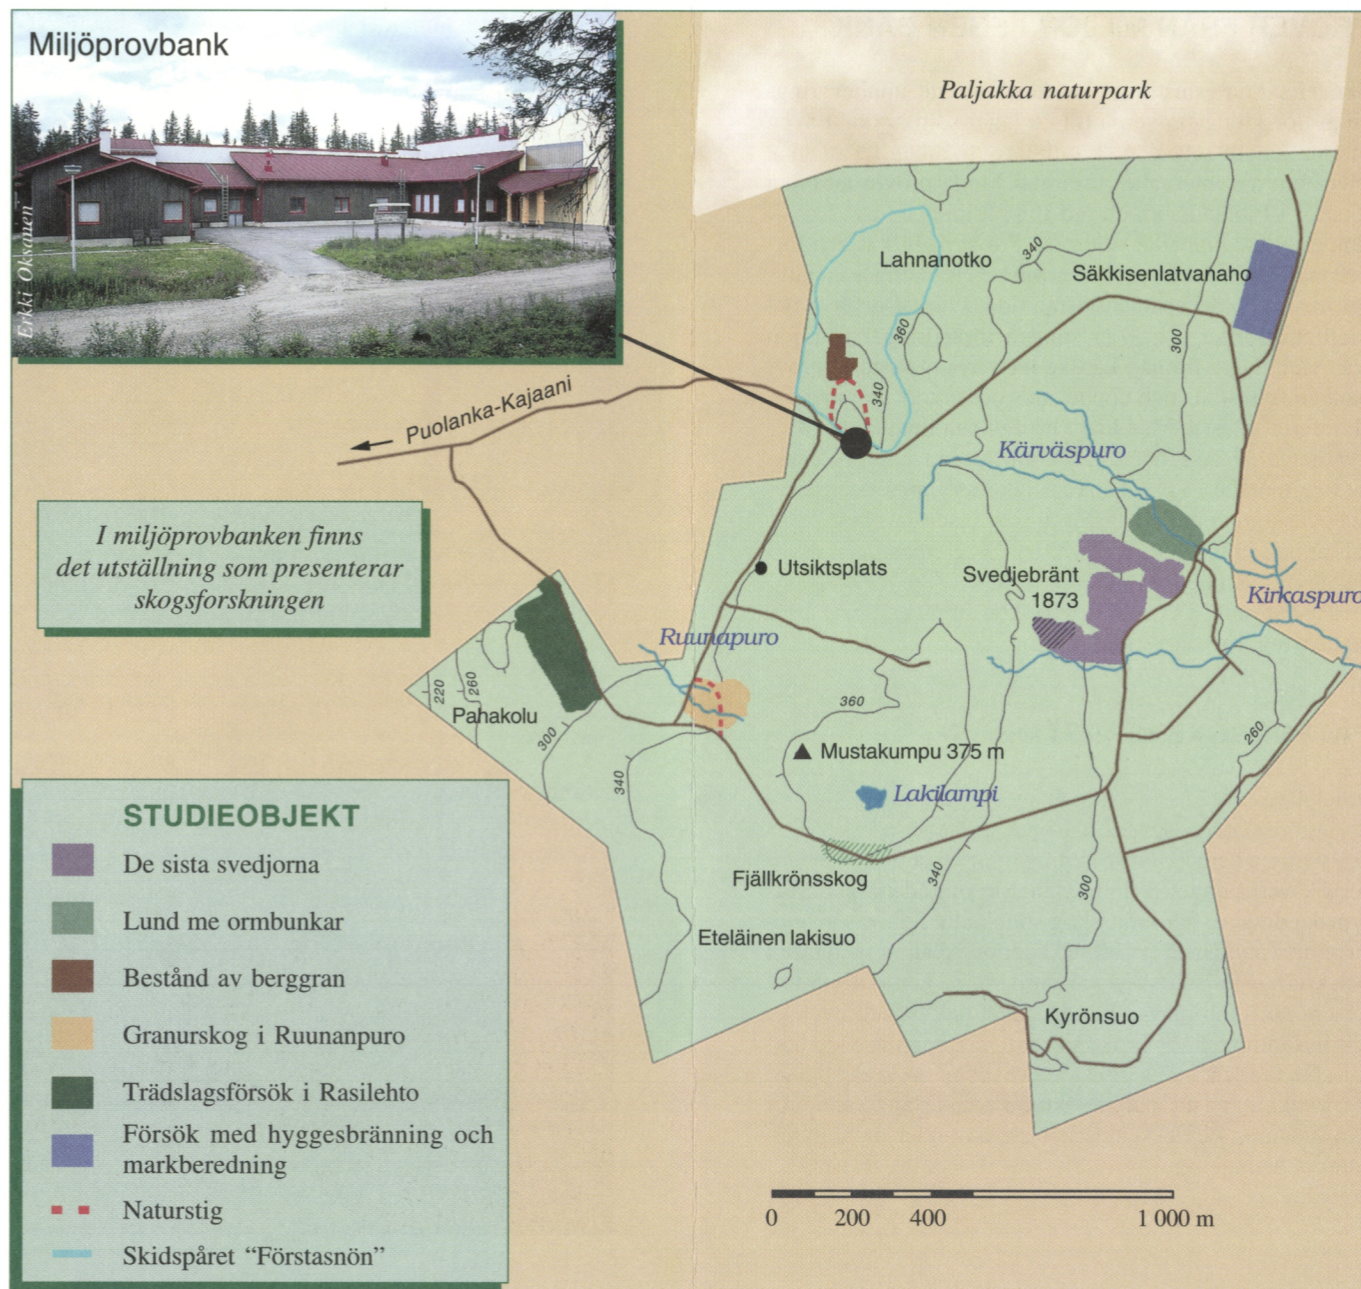 Miljöprovbank
Erkki Oksanen
Paljakka naturpark
Lahnanotko
340
Säkkisenlatvanaho
360
300
340
Puolanka-Kajaani
Kärväspuro
I miljöprovbanken finns
det utställning som presenterar
skogsforskningen
Utsiktsplats
Svedjebränt
1873
Kirkaspuro
Ruunapuro
220
260
Pahakolu
300
360
340
Mustakumpu 375 m
260
Lakilampi
Fjällkrönsskog
340
300
Eteläinen lakisuo
Kyrönsuo
STUDIEOBJEKT
De sista svedjorna
Lund me ormbunkar
Bestånd av berggran
Granurskog i Ruunanpuro
Trädslagsförsök i Rasilehto
Försök med hyggesbränning och
markberedning
Naturstig
Skidspåret “Förstasnön”
0 200 400 1 000 m